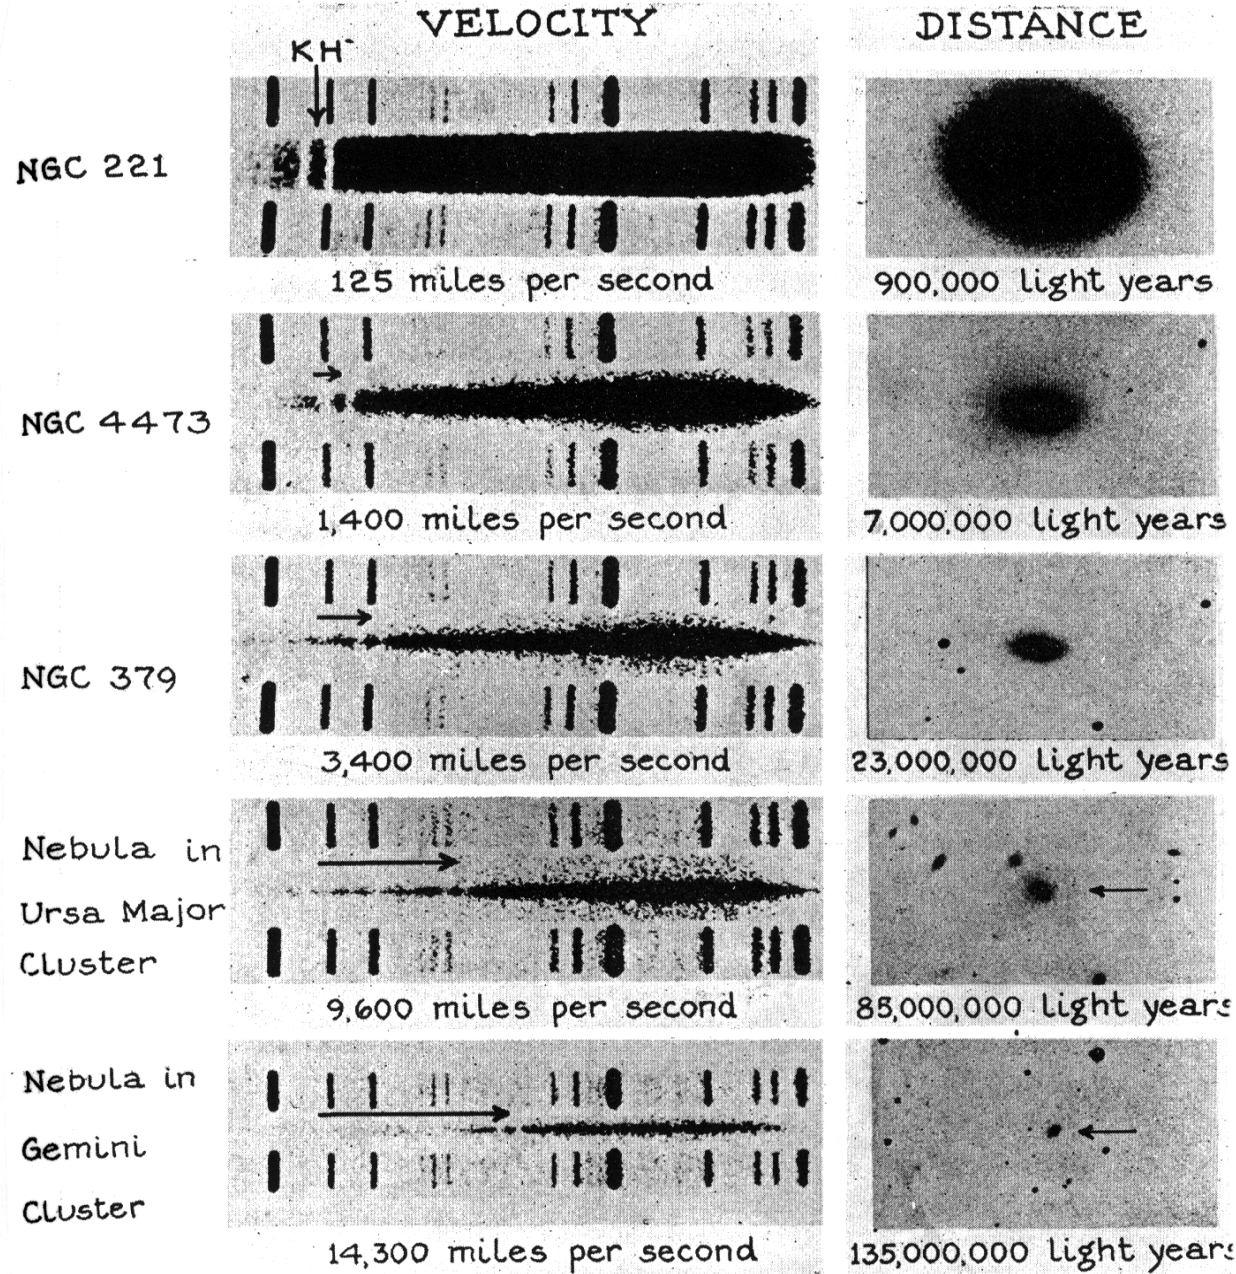 VELOCITY
DISTANCE
K H
NGC 221
125 miles per second
900,000 light years
NGC 4473
1,400 miles per second
7,000,000 light years
NGC 379
3,400 miles per second
23,000,000 light years
Nebula in
Ursa Major
Cluster
9,600 miles per second
85,000,000 light years
Nebula in
Gemini
Cluster
14,300 miles per second
135,000,000 light years